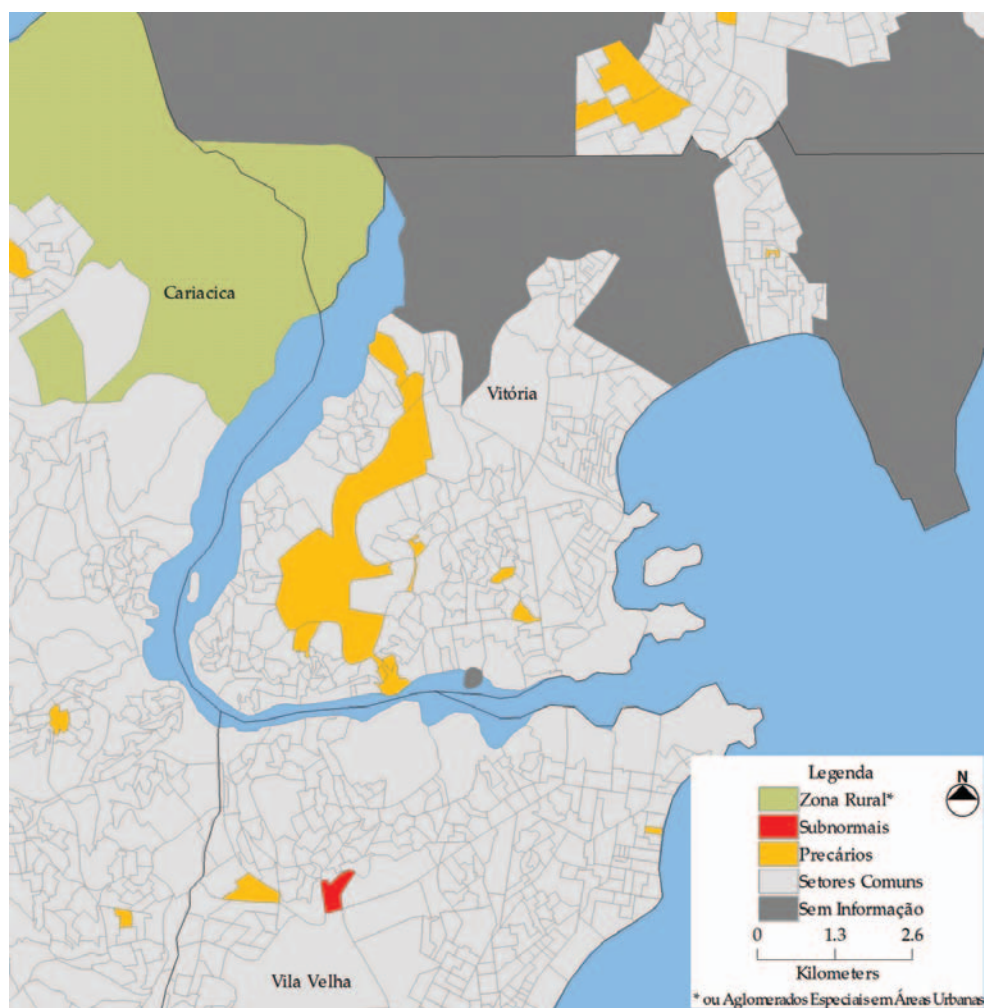 Cariacica
Vitória
Vila Velha
Legenda
N
Zona Rural*
Subnormais
Precários
Setores Comuns
Sem Informação
0 1.3 2.6
Kilometers
* ou Aglomerados Especiais em Áreas Urbanas